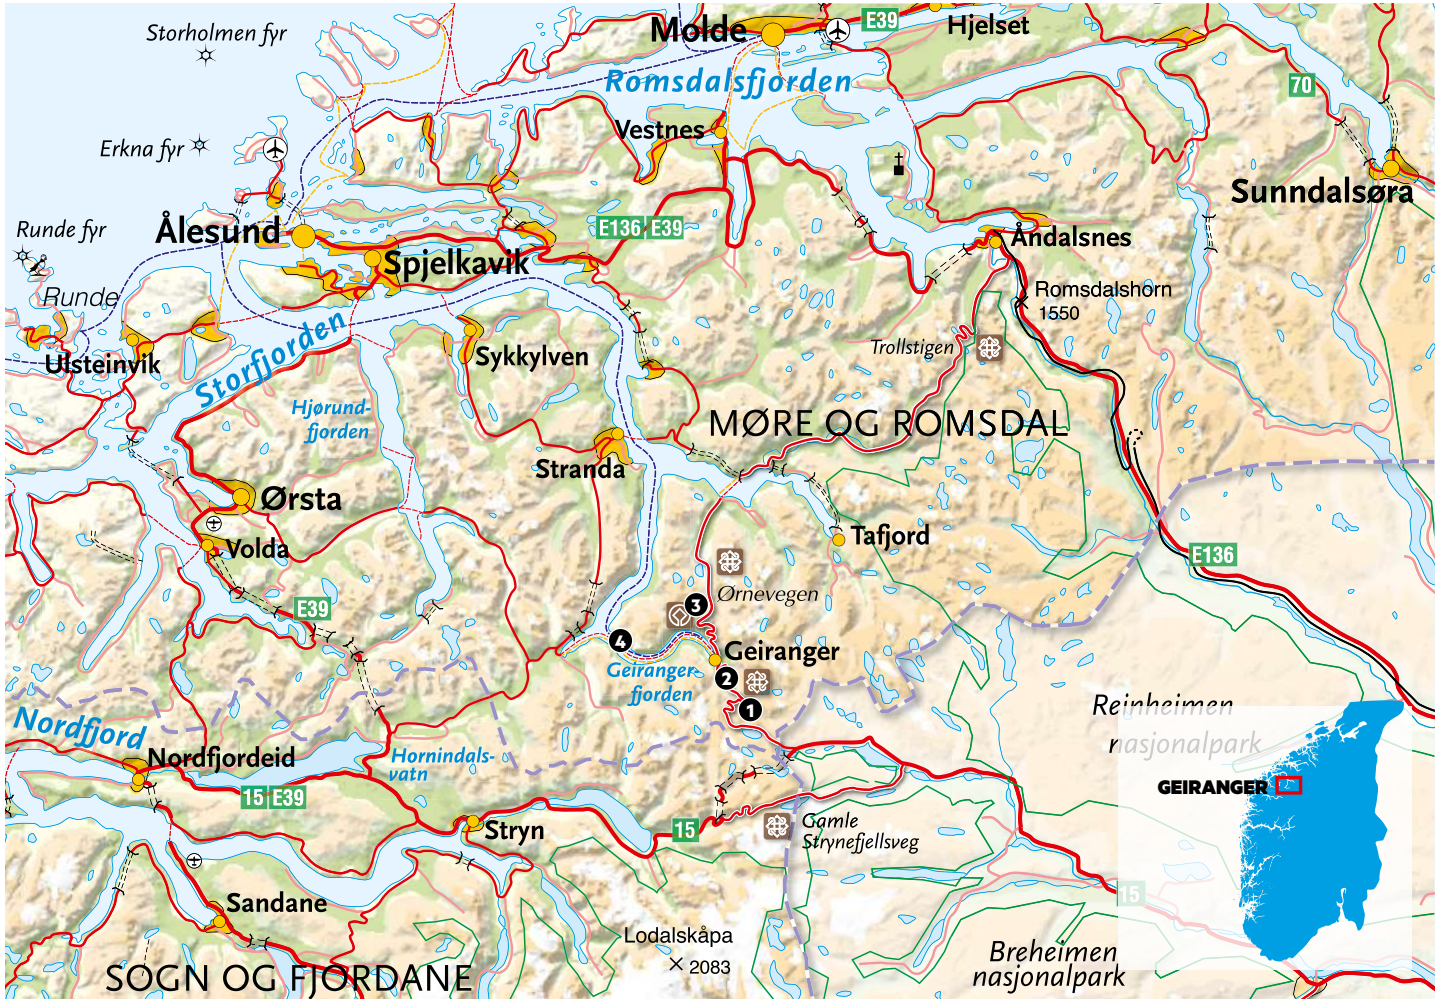 Storholmen fyr
Molde
E39
Hjelset
Romsdalsfjorden
70
Vestnes
Erkna fyr
Sunndalsøra
Runde fyr
Ålesund
E136 E39
Åndalsnes
Spjelkavik
Runde
Romsdalshorn
1550
Storfjorden
Ulsteinvik
Sykkylven
Trollstigen
Hjørund-
fjorden
MØRE OG ROMSDAL
Stranda
Ørsta
Tafjord
Volda
E136
E39
3
Ørnevegen
4
Geiranger
Geiranger-
fjorden
2
1
Reinheimen
nasjonalpark
Nordfjord
Nordfjordeid
Hornindals-
vatn
GEIRANGER
15 E39
Stryn
15
Gamle
Strynefjellsveg
15
Sandane
Lodalskåpa
2083
Breheimen
nasjonalpark
SOGN OG FJORDANE